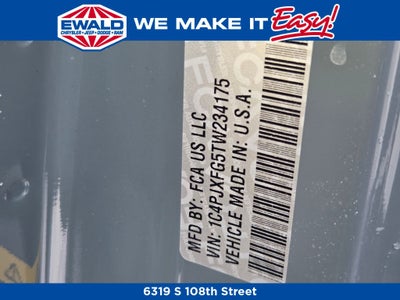 EWALD
CHRYSLER • JEEP • DODGE • RAM
WE MAKE IT Easy!
MFD BY: FCA US LLC
VIN: 1C4PJXFG5TW234175
VEHICLE MADE IN: U.S.A.
6319 S 108th Street